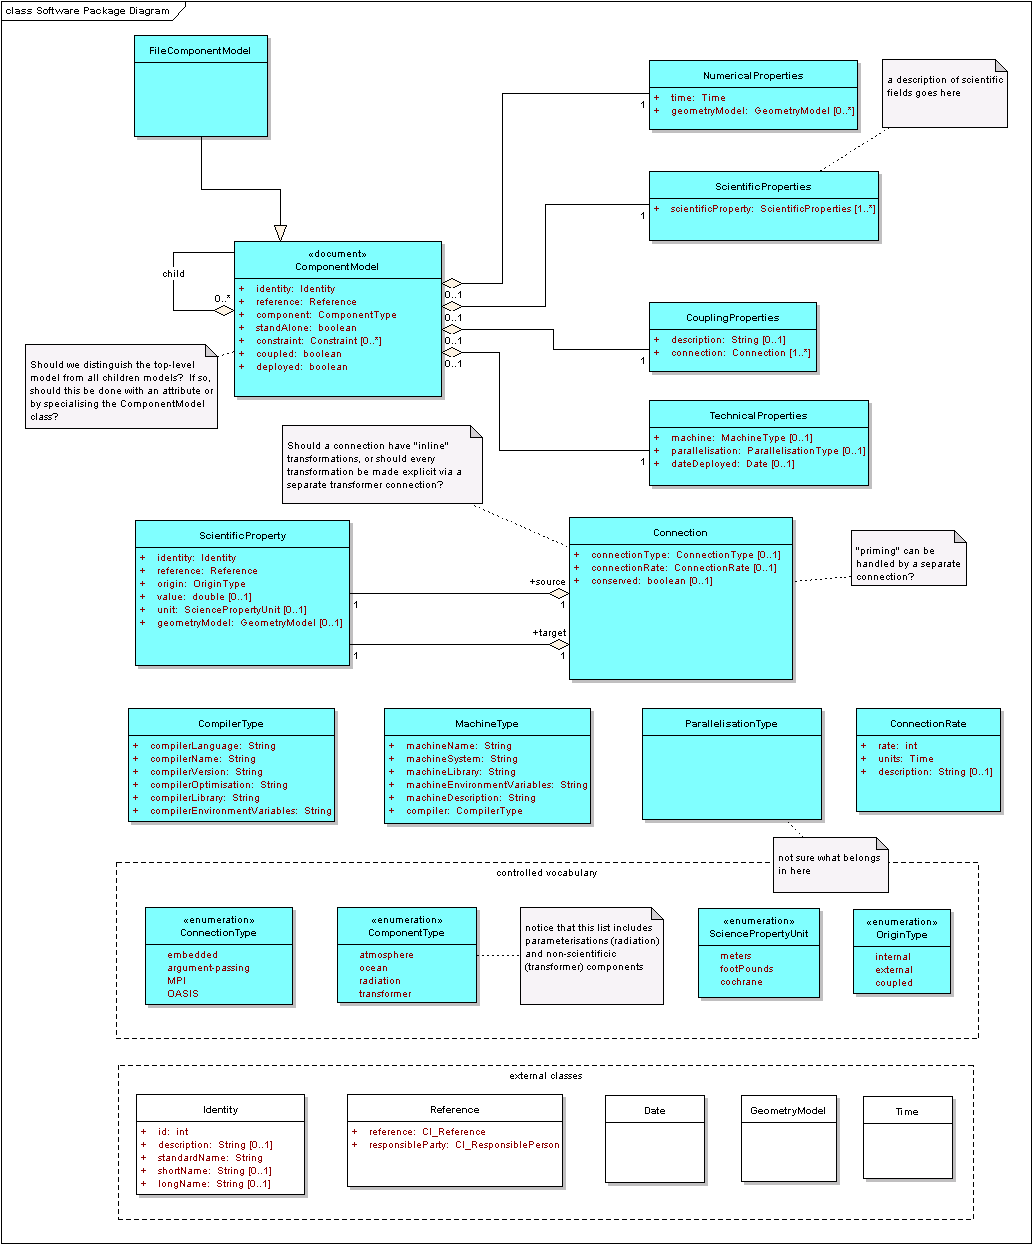 class Software Package Diagram
FileComponentModel
NumericalProperties
+ time: Time
+ geometryModel: GeometryModel [0..*]
1
a description of scientific
fields goes here
ScientificProperties
+ scientificProperty: ScientificProperties [1..*]
1
«document»
ComponentModel
+ identity: Identity
+ reference: Reference
+ component: ComponentType
+ standAlone: boolean
+ constraint: Constraint [0..*]
+ coupled: boolean
+ deployed: boolean
child
0..*
0..1
0..1
0..1
0..1
CouplingProperties
+ description: String [0..1]
+ connection: Connection [1..*]
1
Should we distinguish the top-level
model from all children models? If so,
should this be done with an attribute or
by specialising the ComponentModel
class?
TechnicalProperties
+ machine: MachineType [0..1]
+ parallelisation: ParallelisationType [0..1]
+ dateDeployed: Date [0..1]
1
Should a connection have "inline"
transformations, or should every
transformation be made explicit via a
separate transformer connection?
ScientificProperty
+ identity: Identity
+ reference: Reference
+ origin: OriginType
+ value: double [0..1]
+ unit: SciencePropertyUnit [0..1]
+ geometryModel: GeometryModel [0..1]
+source
1
1
+target
1
1
Connection
+ connectionType: ConnectionType [0..1]
+ connectionRate: ConnectionRate [0..1]
+ conserved: boolean [0..1]
"priming" can be
handled by a separate
connection?
CompilerType
+ compilerLanguage: String
+ compilerName: String
+ compilerVersion: String
+ compilerOptimisation: String
+ compilerLibrary: String
+ compilerEnvironmentVariables: String
MachineType
+ machineName: String
+ machineSystem: String
+ machineLibrary: String
+ machineEnvironmentVariables: String
+ machineDescription: String
+ compiler: CompilerType
ParallelisationType
ConnectionRate
+ rate: int
+ units: Time
+ description: String [0..1]
not sure what belongs
in here
controlled vocabulary
«enumeration»
ConnectionType
embedded
argument-passing
MPI
OASIS
«enumeration»
ComponentType
atmosphere
ocean
radiation
transformer
notice that this list includes
parameterisations (radiation)
and non-scientificic
(transformer) components
«enumeration»
SciencePropertyUnit
meters
footPounds
cochrane
«enumeration»
OriginType
internal
external
coupled
external classes
Identity
+ id: int
+ description: String [0..1]
+ standardName: String
+ shortName: String [0..1]
+ longName: String [0..1]
Reference
+ reference: CI_Reference
+ responsibleParty: CI_ResponsiblePerson
Date
GeometryModel
Time